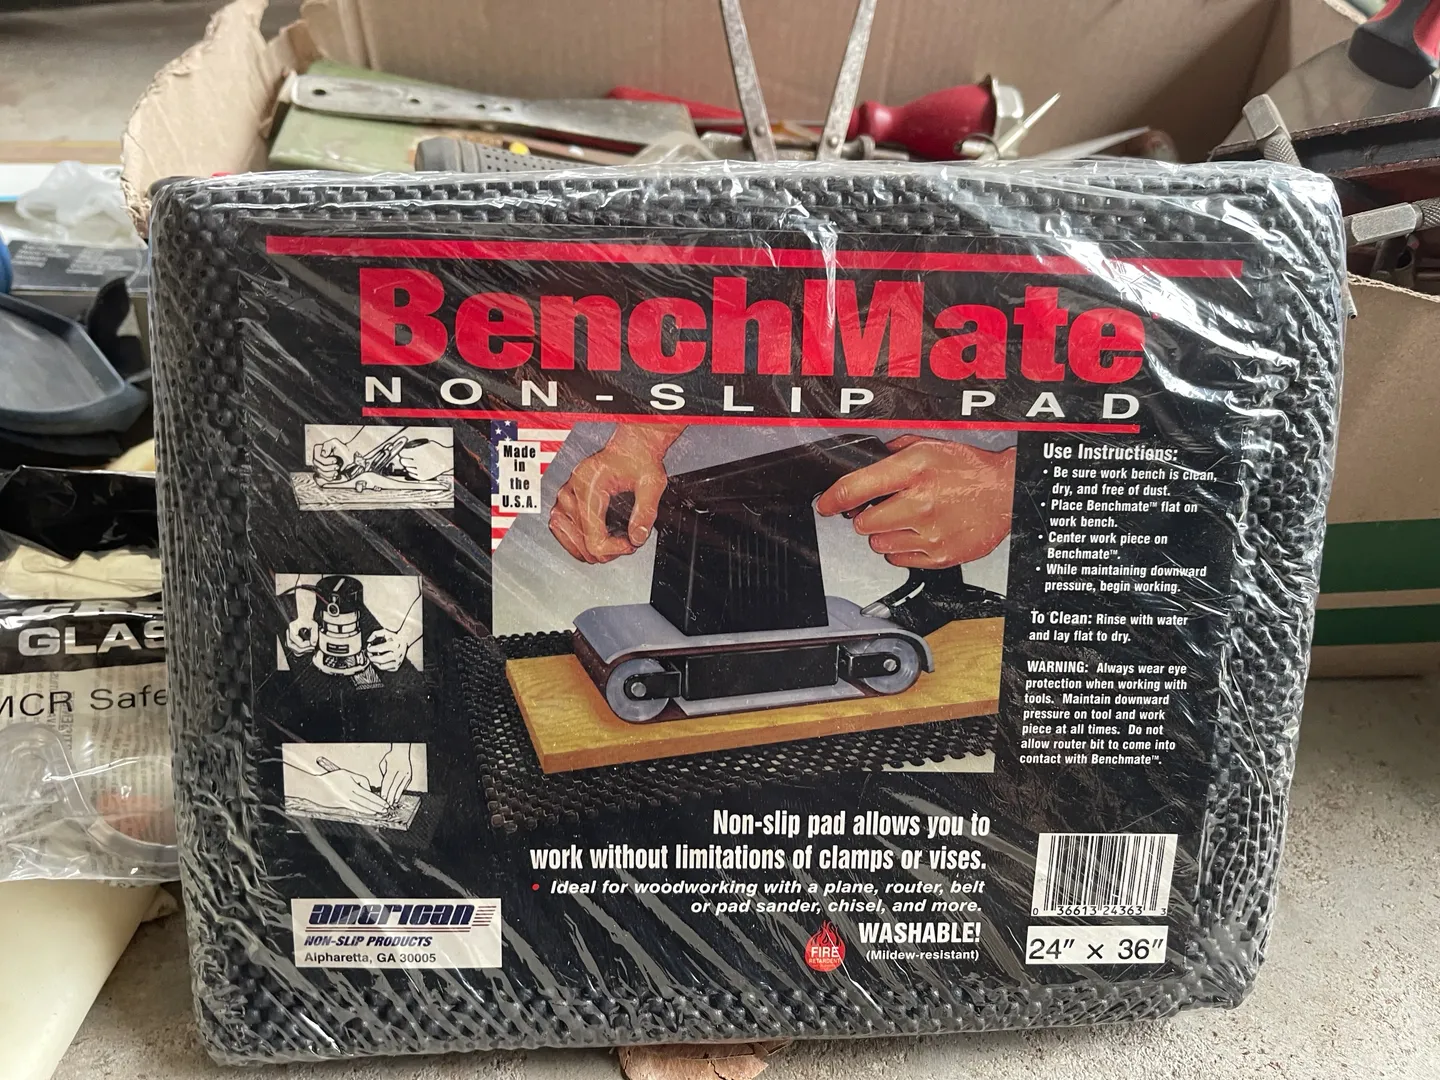 BenchMate
NON-SLIP PAD
Made
in
the
U.S.A.
Use Instructions:
• Be sure work bench is clean,
dry, and free of dust.
• Place Benchmate™ flat on
work bench.
• Center work piece on
Benchmate™.
• While maintaining downward
pressure, begin working.
To Clean: Rinse with water
and lay flat to dry.
WARNING: Always wear eye
protection when working with
tools. Maintain downward
pressure on tool and work
piece at all times. Do not
allow router bit to come into
contact with Benchmate™.
Non-slip pad allows you to
work without limitations of clamps or vises.
• Ideal for woodworking with a plane, router, belt
or pad sander, chisel, and more.
FIRE
RETARDENT
WASHABLE!
(Mildew-resistant)
0 36613 24363 3
24" x 36"
american
NON-SLIP PRODUCTS
Alpharetta, GA 30005
GLAS
MCR Safe